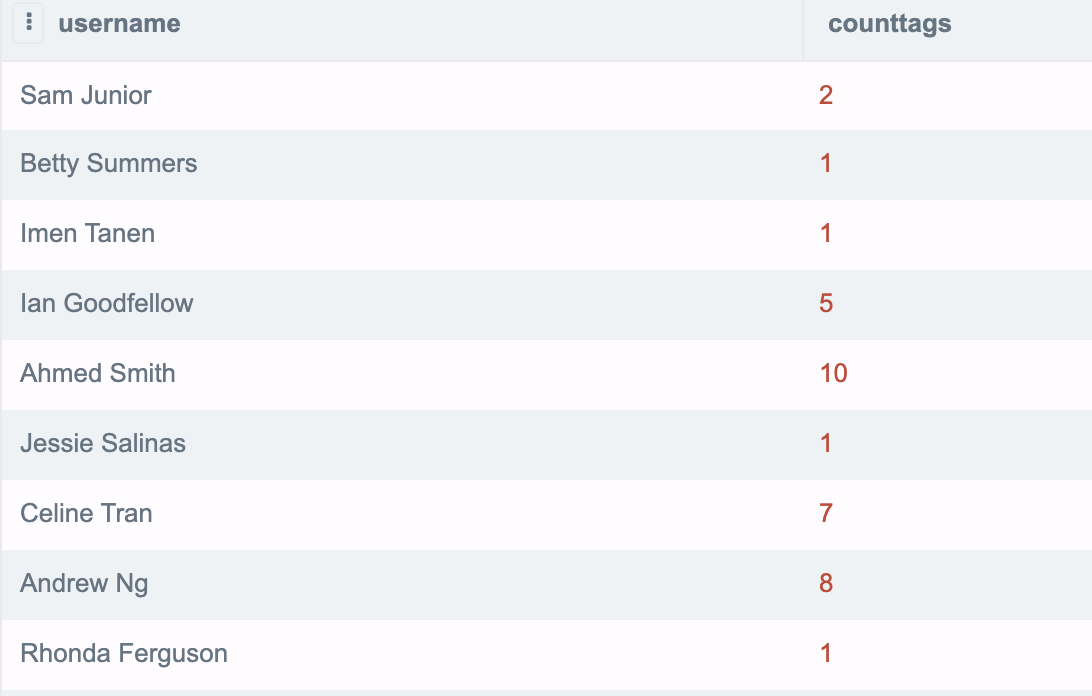 username counttags
Sam Junior 2
Betty Summers 1
Imen Tanen 1
Ian Goodfellow 5
Ahmed Smith 10
Jessie Salinas 1
Celine Tran 7
Andrew Ng 8
Rhonda Ferguson 1